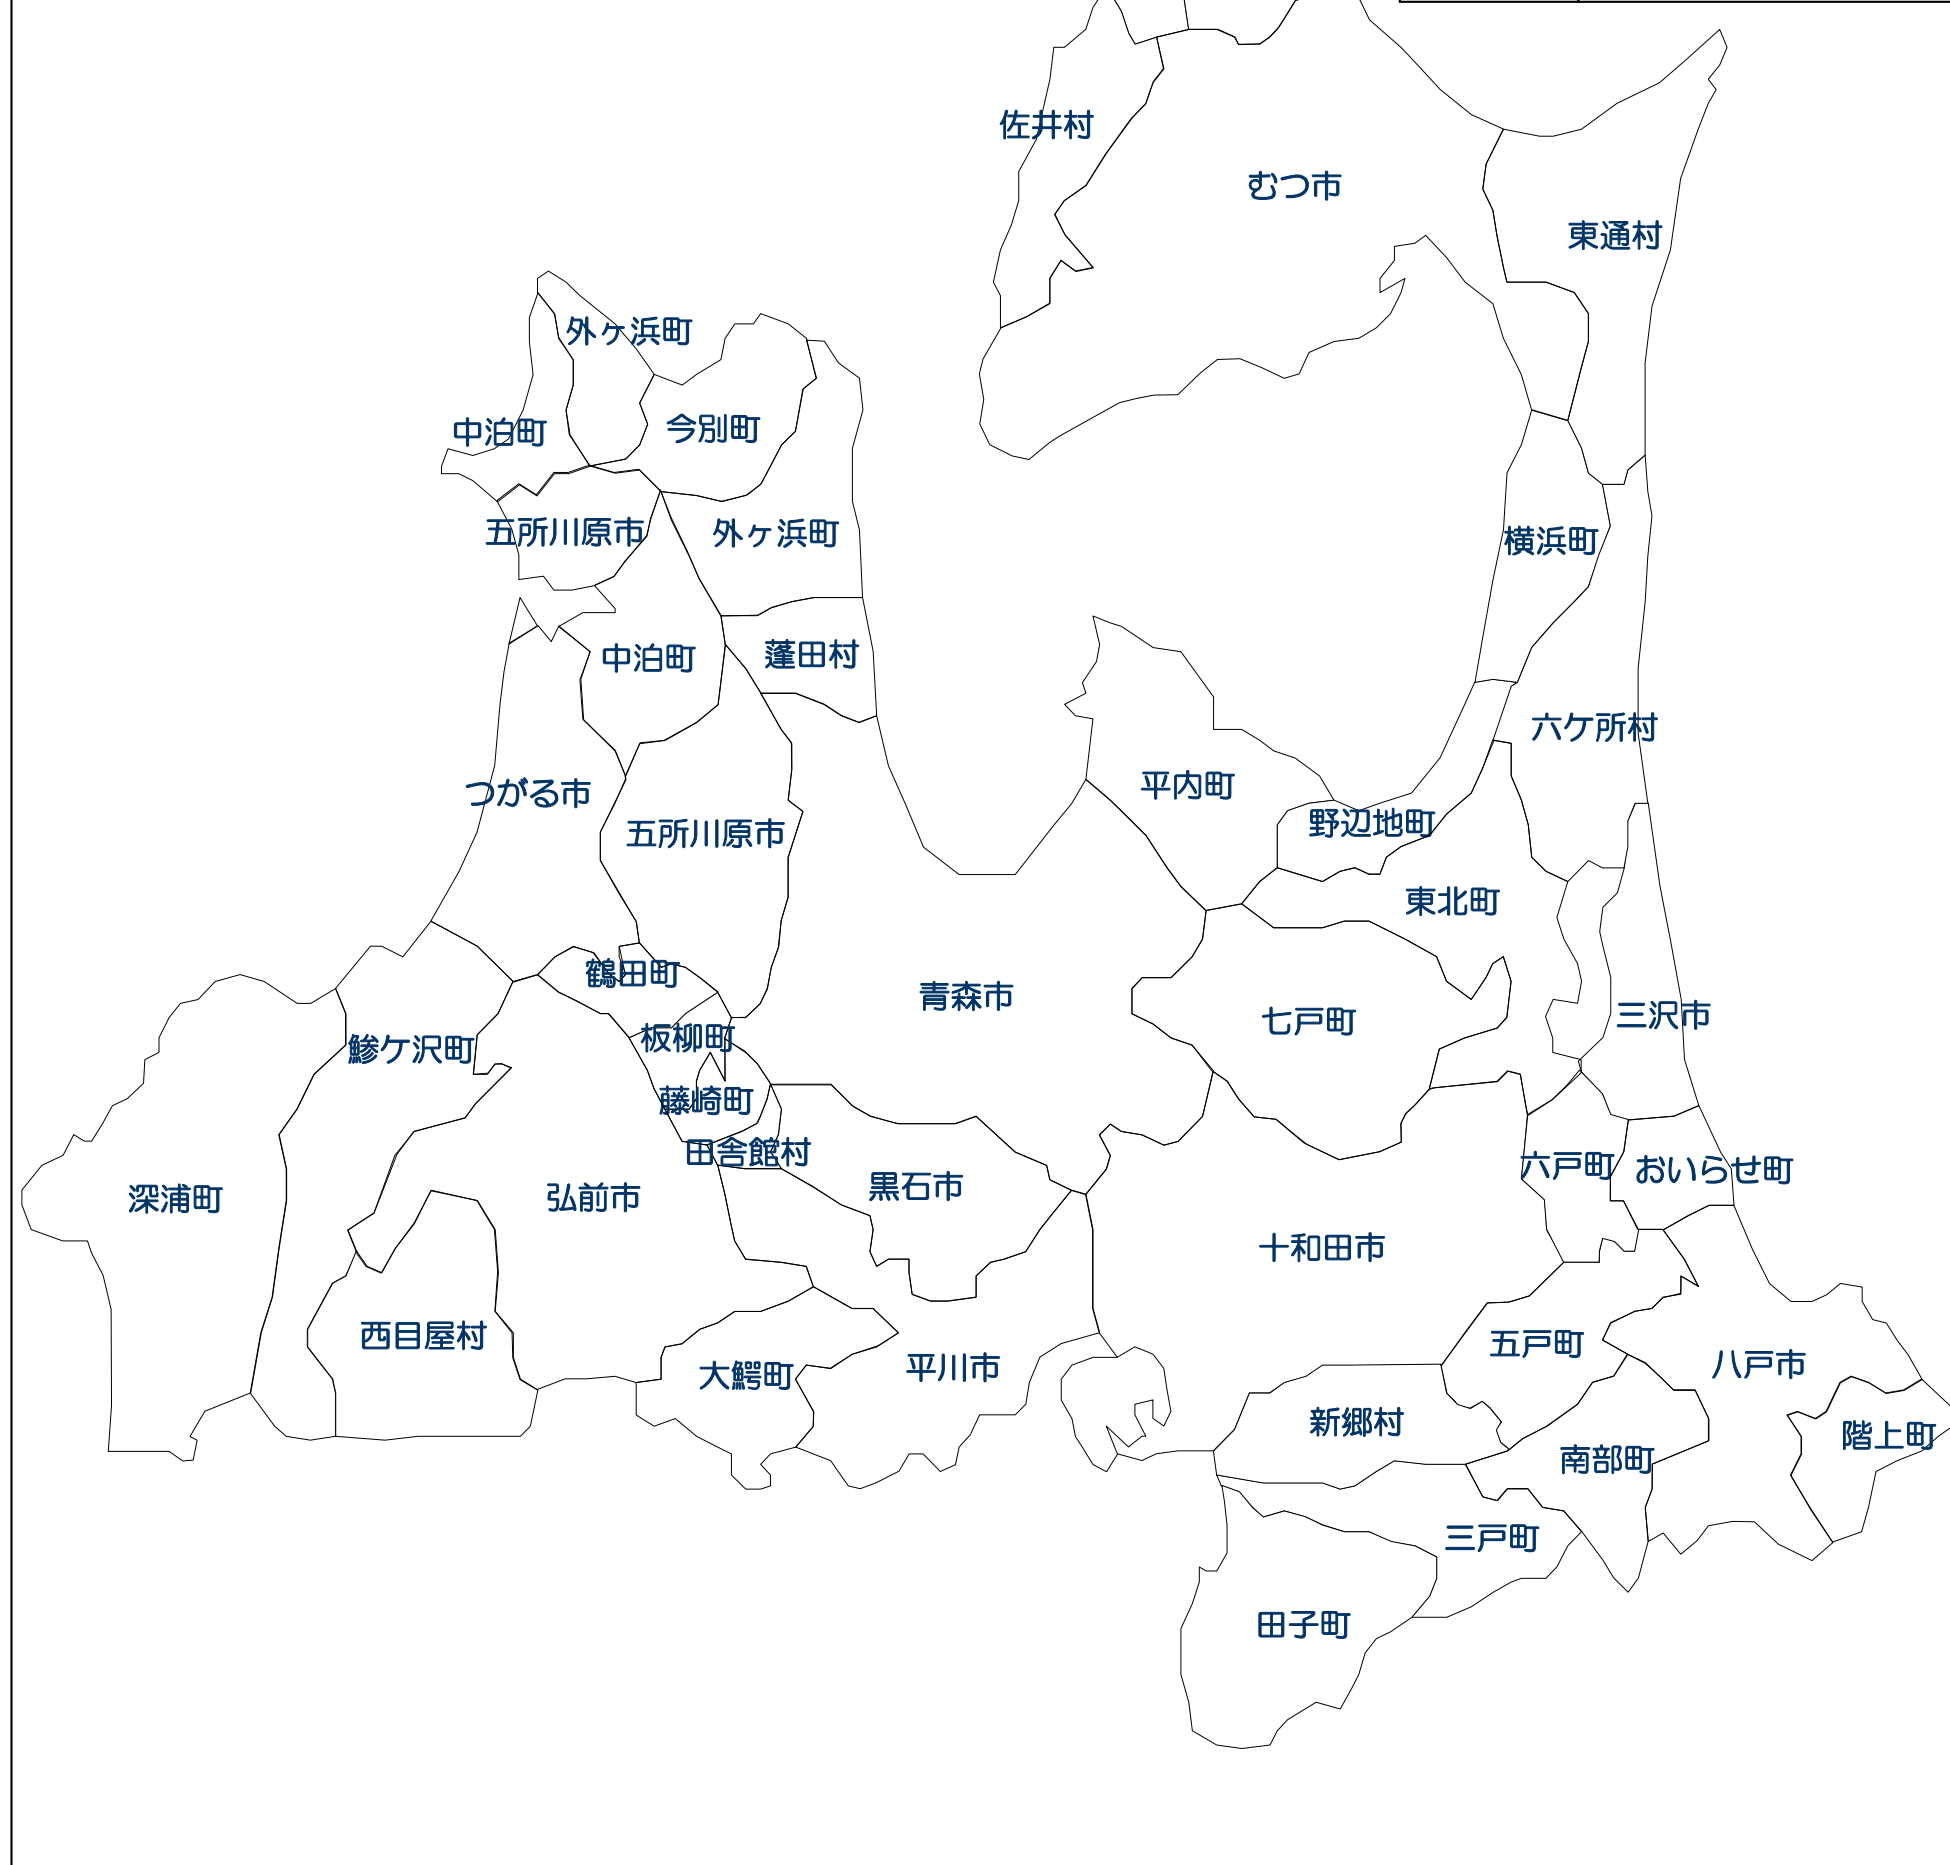 佐井村
むつ市
東通村
外ヶ浜町
中泊町
今別町
五所川原市
外ヶ浜町
横浜町
中泊町
蓬田村
六ケ所村
つがる市
平内町
野辺地町
五所川原市
東北町
鶴田町
青森市
七戸町
三沢市
板柳町
鰺ケ沢町
藤崎町
田舎館村
六戸町
おいらせ町
深浦町
弘前市
黒石市
十和田市
西目屋村
五戸町
八戸市
大鰐町
平川市
新郷村
階上町
南部町
三戸町
田子町